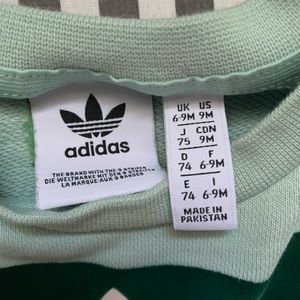 adidas
THE BRAND WITH THE 3 STRIPES
DIE WELTMARKE MIT DEN 3 STREIFEN
LA MARQUE AUX 3 BANDES
UK US
6-9M 9M
J CDN
75 9M
D F
74 6-9M
E I
74 6-9M
MADE IN
PAKISTAN